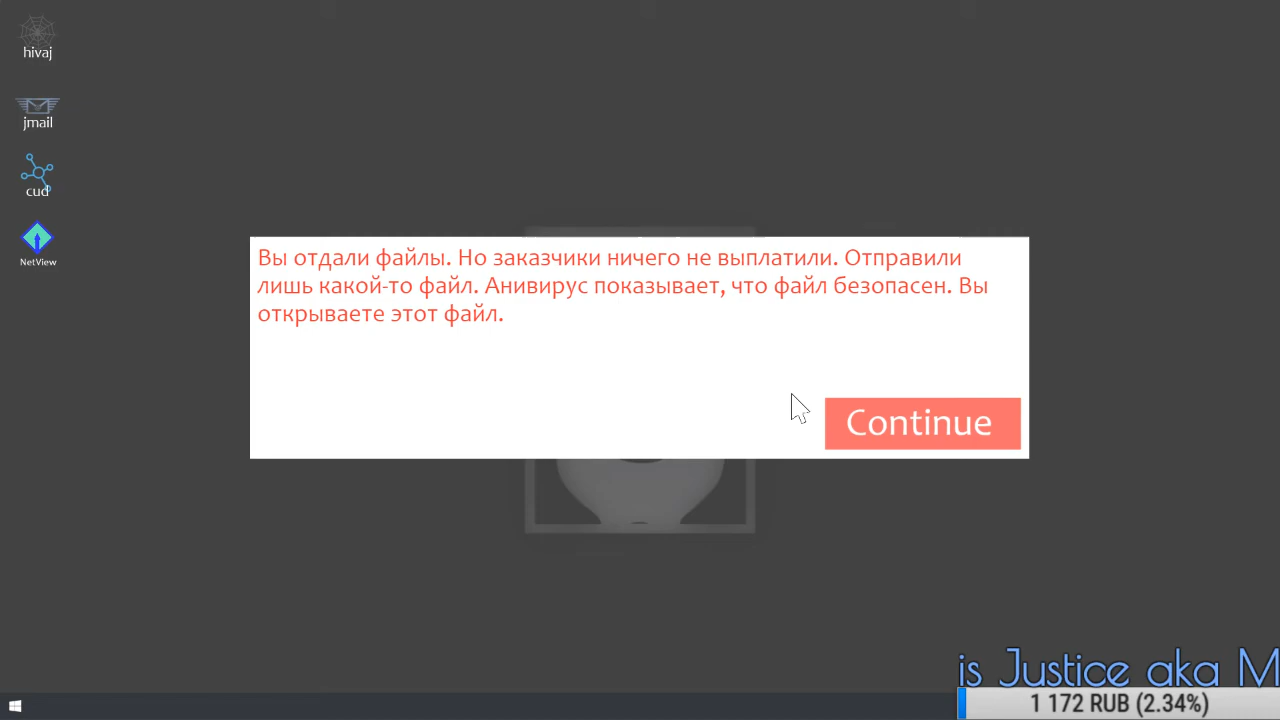 hivaj
jmail
cud
NetView
Вы отдали файлы. Но заказчики ничего не выплатили. Отправили
лишь какой-то файл. Анивирус показывает, что файл безопасен. Вы
открываете этот файл.
Continue
is Justice aka M
1 172 RUB (2.34%)